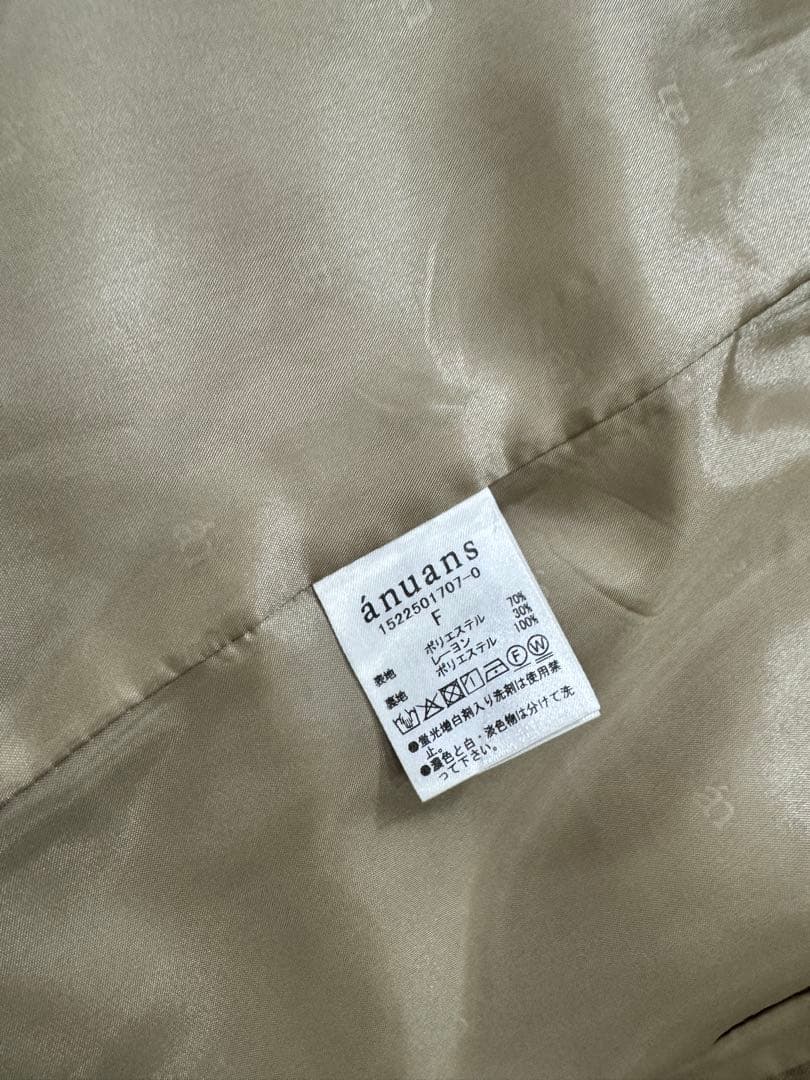 ánuans
1522501707-0
F
表地 ポリエステル 70%
レーヨン 30%
裏地 ポリエステル 100%
●蛍光増白剤入り洗剤は使用禁
止。
●濃色と白・淡色物は分けて洗
って下さい。